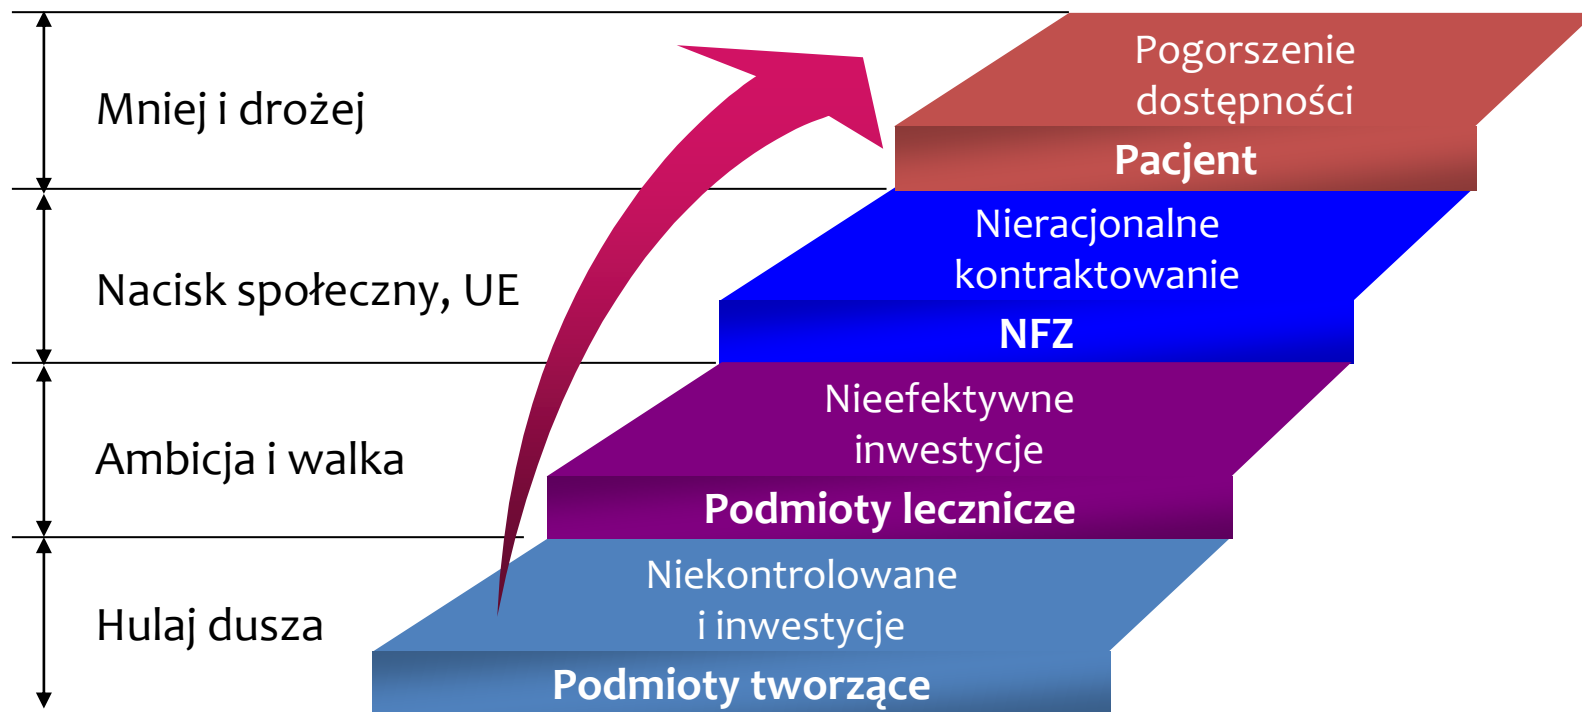 Mniej i drożej
Pogorszenie
dostępności
Pacjent
Nacisk społeczny, UE
Nieracjonalne
kontraktowanie
NFZ
Ambicja i walka
Nieefektywne
inwestycje
Podmioty lecznicze
Hulaj dusza
Niekontrolowane
i inwestycje
Podmioty tworzące